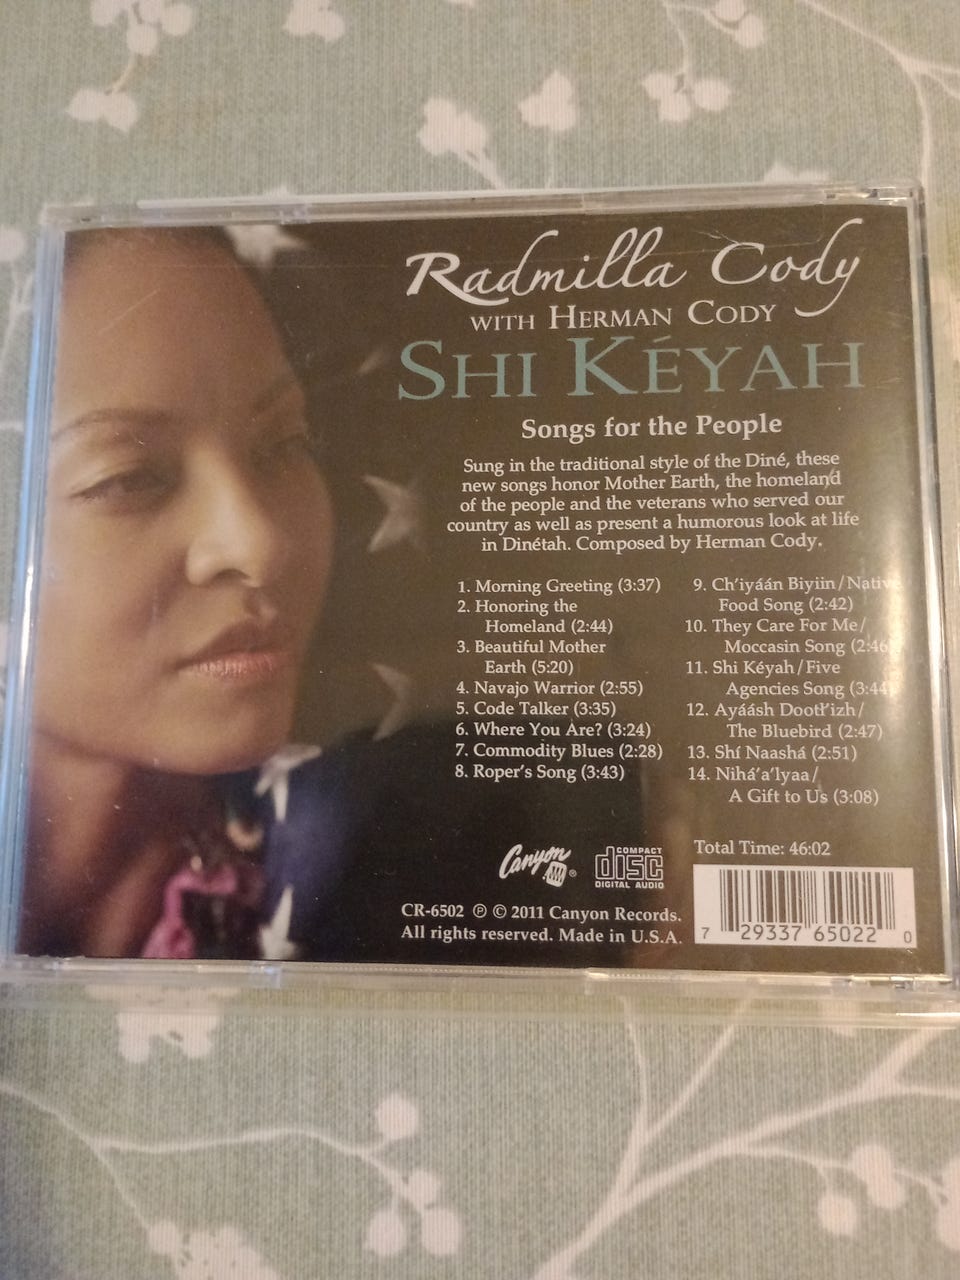 Radmilla Cody
WITH HERMAN CODY
SHI KÉYAH
Songs for the People
Sung in the traditional style of the Diné, these
new songs honor Mother Earth, the homeland
of the people and the veterans who served our
country as well as present a humorous look at life
in Dinétah. Composed by Herman Cody.
1. Morning Greeting (3:37)
2. Honoring the
Homeland (2:44)
3. Beautiful Mother
Earth (5:20)
4. Navajo Warrior (2:55)
5. Code Talker (3:35)
6. Where You Are? (3:24)
7. Commodity Blues (2:28)
8. Roper's Song (3:43)
9. Ch'iyáán Biyiin/Native
Food Song (2:42)
10. They Care For Me/
Moccasin Song (2:46)
11. Shi Kéyah/Five
Agencies Song (3:44)
12. Ayáásh Dootł'izh/
The Bluebird (2:47)
13. Shí Naashá (2:51)
14. Nihá'a'lyaa/
A Gift to Us (3:08)
Total Time: 46:02
Canyon ®
COMPACT
disc
DIGITAL AUDIO
CR-6502 ℗ © 2011 Canyon Records.
All rights reserved. Made in U.S.A.
7 29337 65022 0